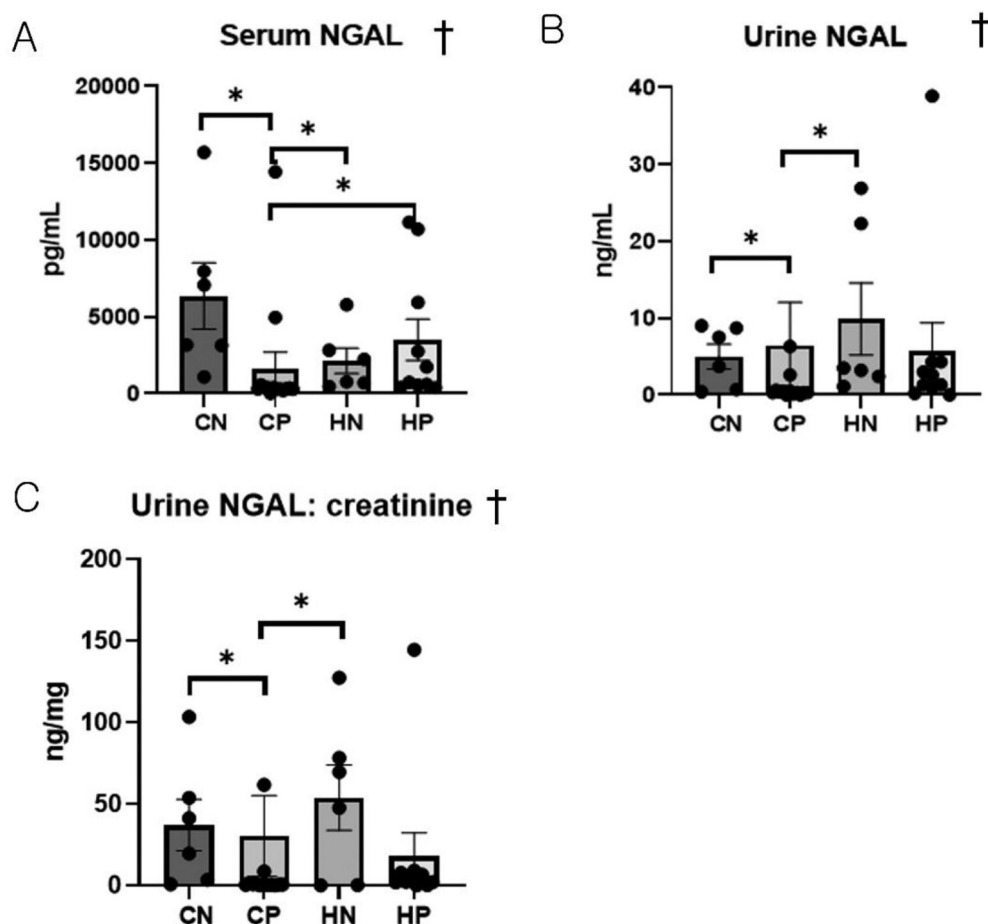 A
Serum NGAL †
*
*
*
20000
15000
10000
5000
0
pg/mL
CN CP HN HP
B
Urine NGAL †
*
*
40
30
20
10
0
ng/mL
CN CP HN HP
C
Urine NGAL: creatinine †
*
*
200
150
100
50
0
ng/mg
CN CP HN HP